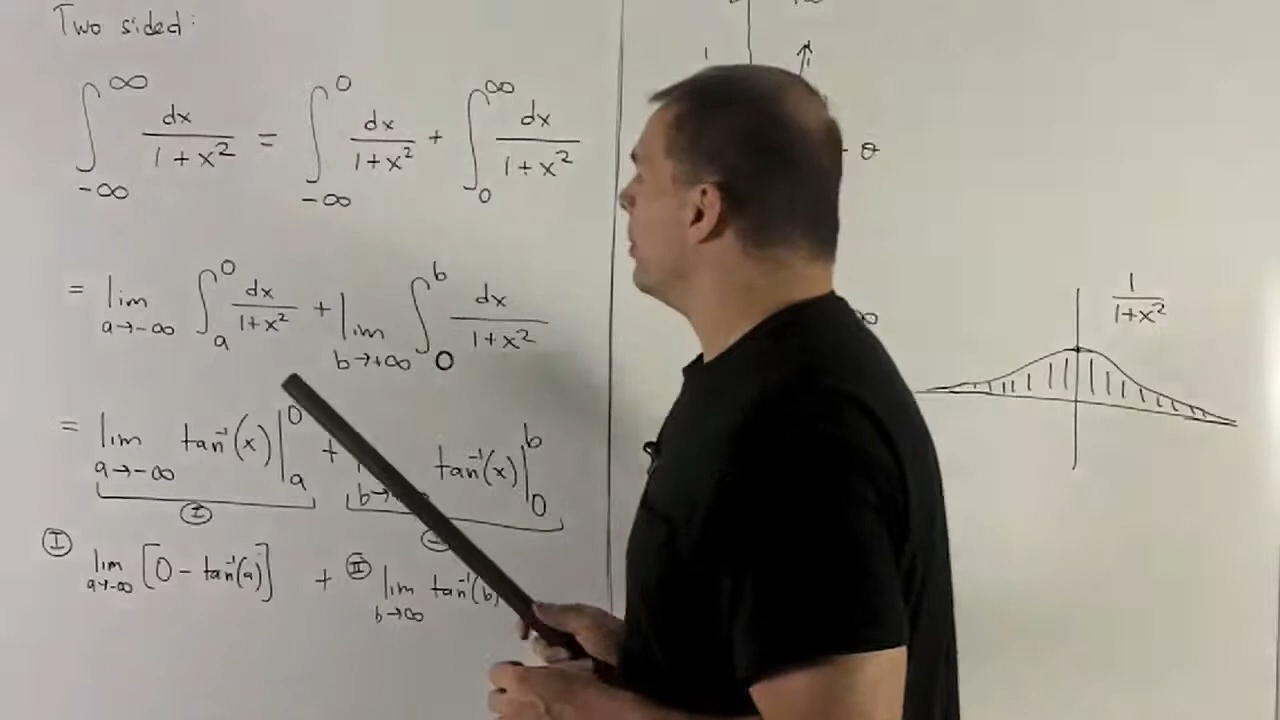 Two sided:
∫_{-∞}^{∞} dx/(1+x²) = ∫_{-∞}^{0} dx/(1+x²) + ∫_{0}^{∞} dx/(1+x²)
= lim_{a→-∞} ∫_{a}^{0} dx/(1+x²) + lim_{b→+∞} ∫_{0}^{b} dx/(1+x²)
= lim_{a→-∞} tan⁻¹(x)|_{a}^{0} + tan⁻¹(x)|_{0}^{b}
Ⓘ
Ⓘ lim_{a→-∞} [0 - tan⁻¹(a)] + Ⓘⓘ lim_{b→∞} tan⁻¹(b)
1
θ
∞
1/(1+x²)